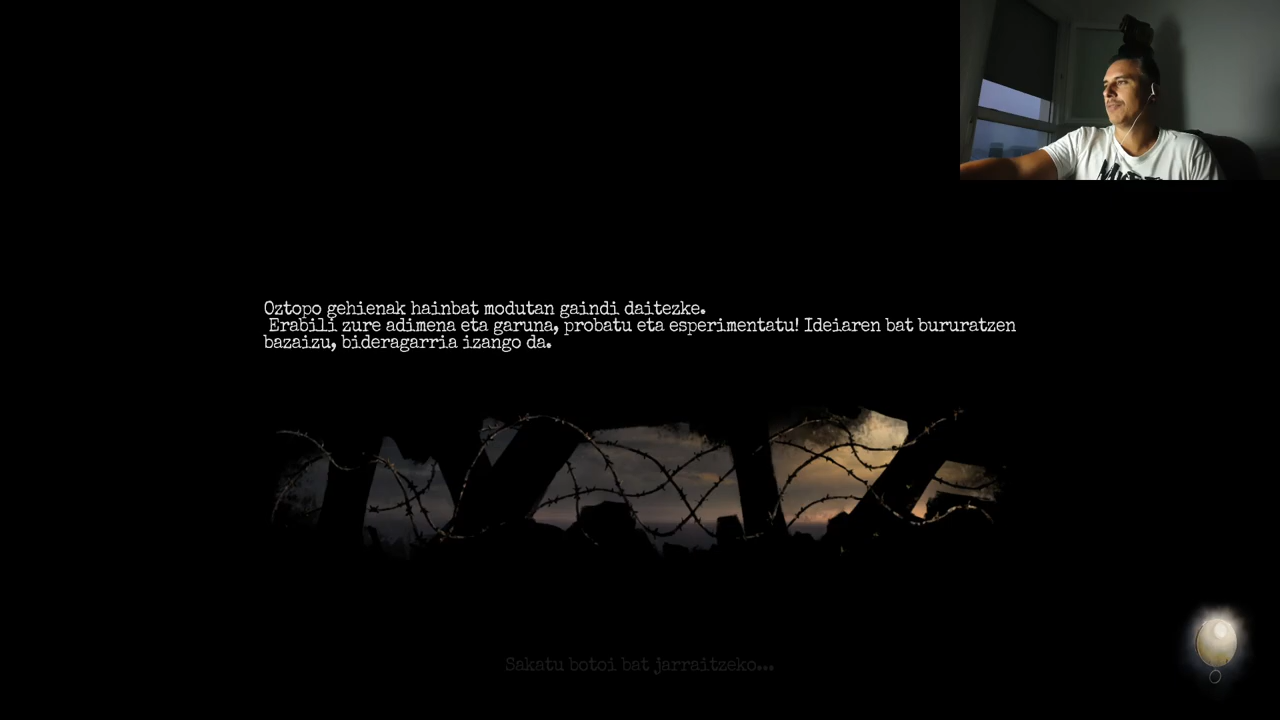 Oztopo gehienak hainbat modutan gaindi daitezke.
Erabili zure adimena eta garuna, probatu eta esperimentatu! Ideiaren bat bururatzen
bazaizu, bideragarria izango da.
Sakatu botoi bat jarraitzeko...